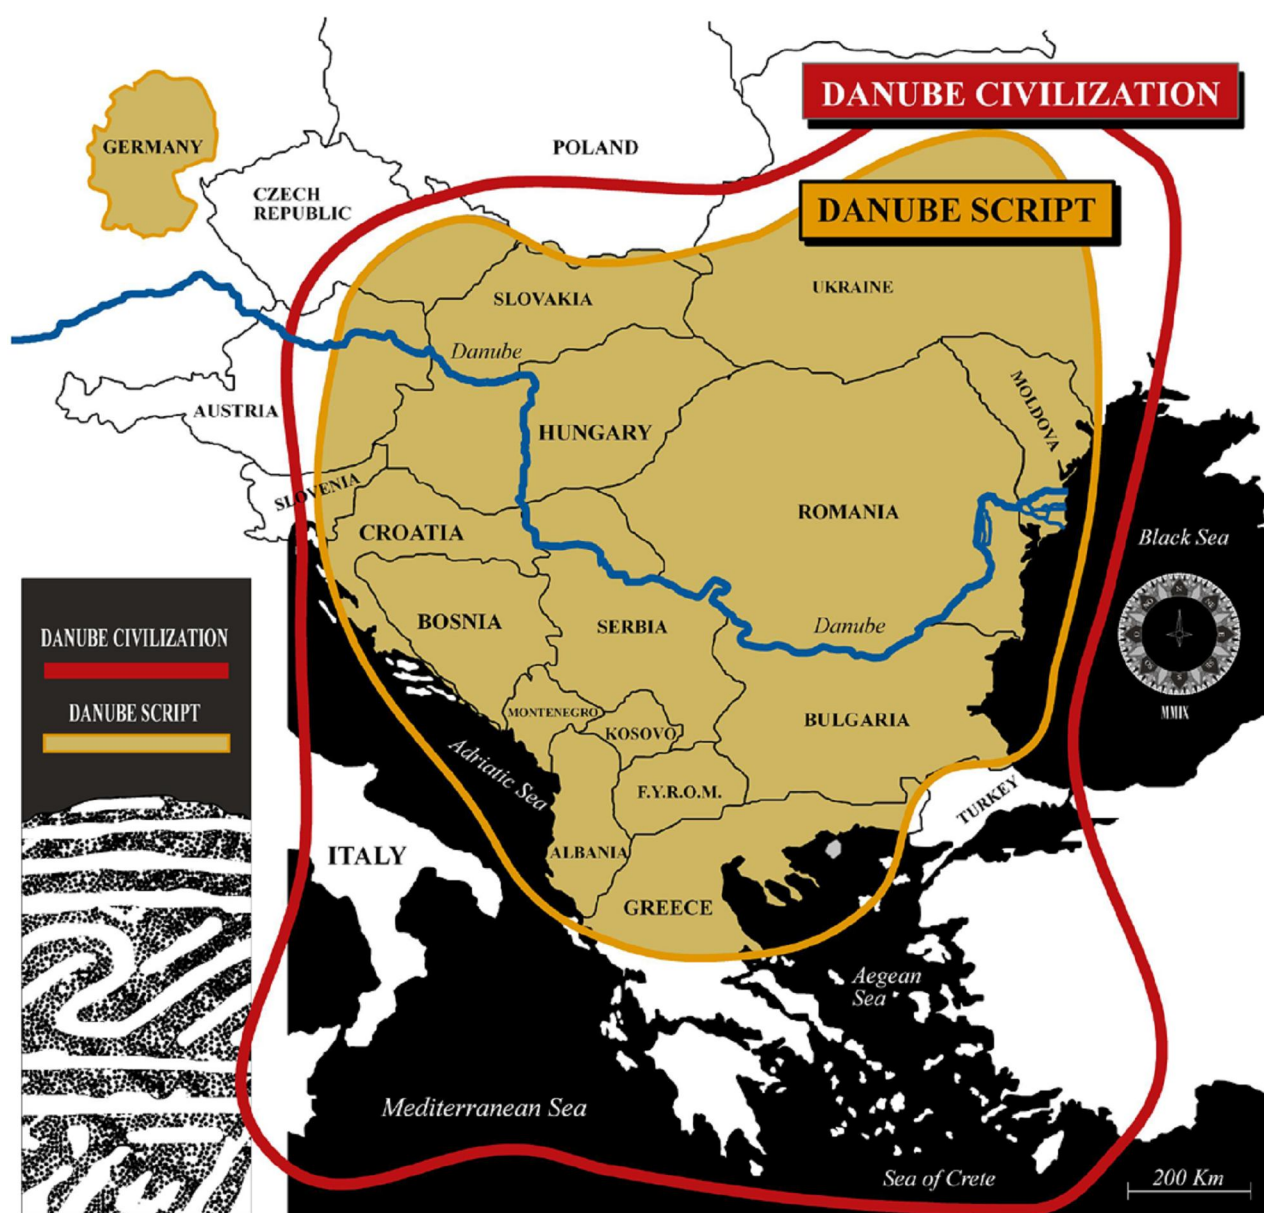 DANUBE CIVILIZATION
DANUBE SCRIPT
GERMANY
POLAND
CZECH
REPUBLIC
SLOVAKIA
UKRAINE
Danube
AUSTRIA
MOLDOVA
HUNGARY
SLOVENIA
CROATIA
ROMANIA
Black Sea
BOSNIA
SERBIA
Danube
MONTENEGRO
KOSOVO
BULGARIA
MMIX
Adriatic Sea
F.Y.R.O.M.
TURKEY
ITALY
ALBANIA
GREECE
Aegean
Sea
Mediterranean Sea
Sea of Crete
200 Km
DANUBE CIVILIZATION
DANUBE SCRIPT